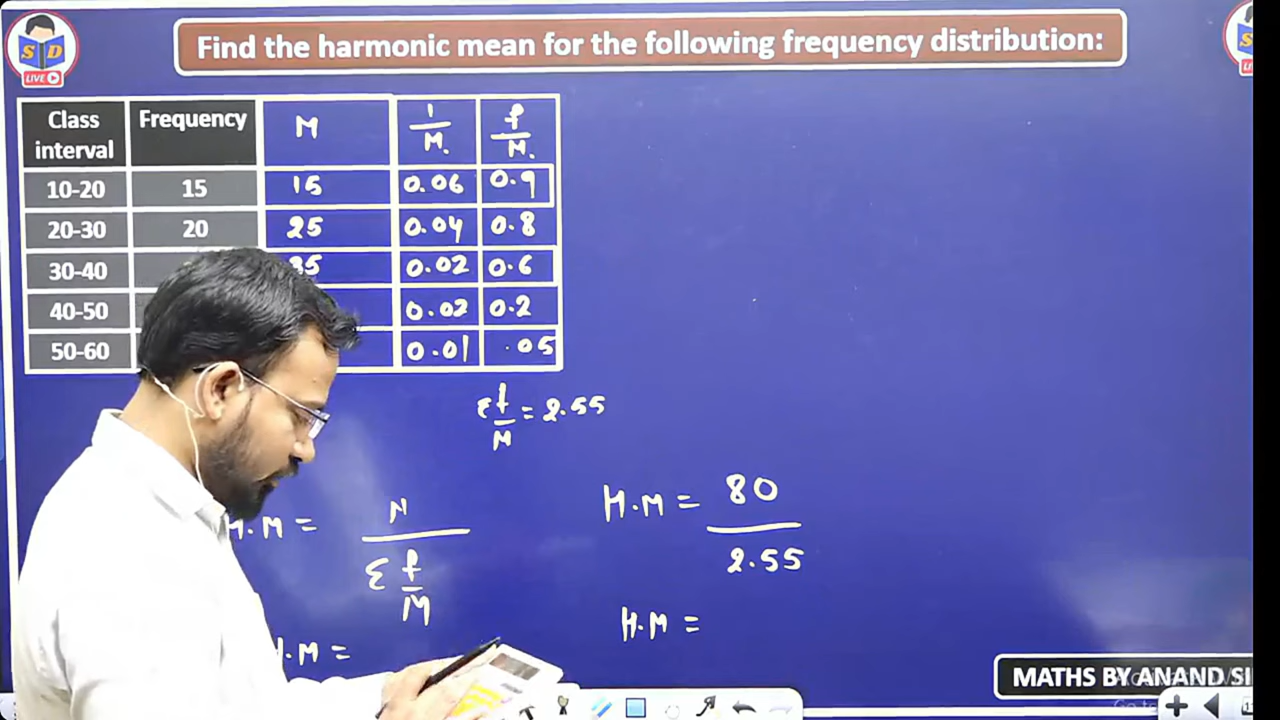 SD
LIVE
Find the harmonic mean for the following frequency distribution:
Class interval | Frequency | M | 1/M. | f/M.
10-20 | 15 | 15 | 0.06 | 0.9
20-30 | 20 | 25 | 0.04 | 0.8
30-40 | 35 | 0.02 | 0.6
40-50 | 0.02 | 0.2
50-60 | 0.01 | .05
Σf/M = 2.55
H.M = N / Σ f/M
H.M = 80 / 2.55
H.M =
H.M =
MATHS BY ANAND SI